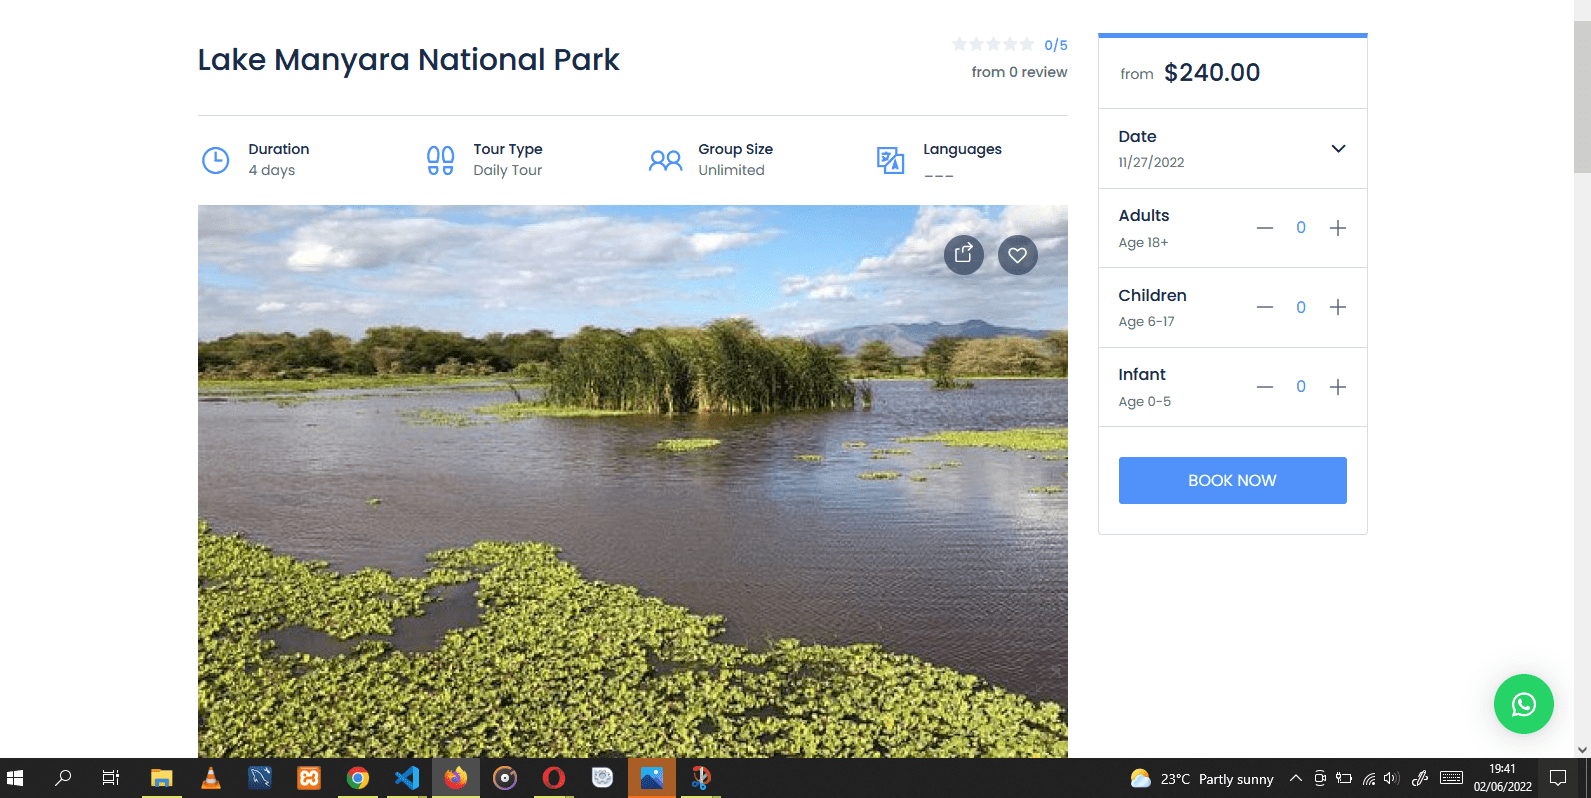 Lake Manyara National Park
0/5
from 0 review
Duration
4 days
Tour Type
Daily Tour
Group Size
Unlimited
Languages
___
from $240.00
Date
11/27/2022
Adults
Age 18+
0
Children
Age 6-17
0
Infant
Age 0-5
0
BOOK NOW
23°C Partly sunny
19:41
02/06/2022